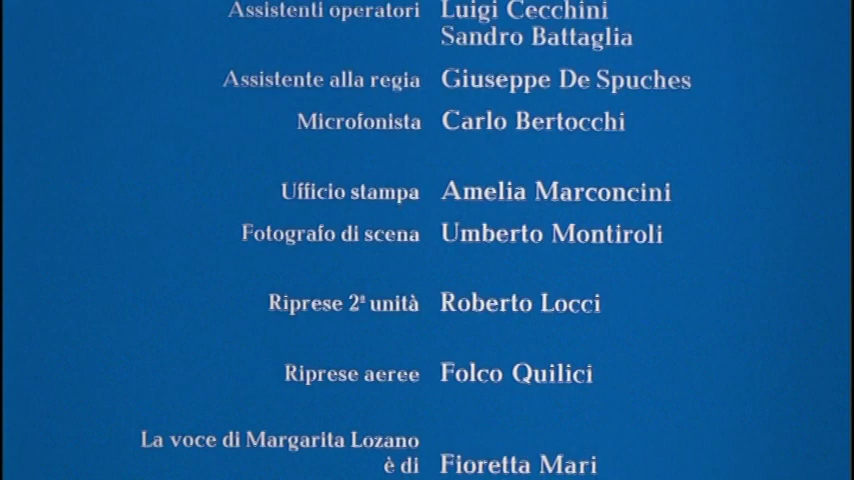 Assistenti operatori Luigi Cecchini
Sandro Battaglia
Assistente alla regia Giuseppe De Spuches
Microfonista Carlo Bertocchi
Ufficio stampa Amelia Marconcini
Fotografo di scena Umberto Montiroli
Riprese 2ª unità Roberto Locci
Riprese aeree Folco Quilici
La voce di Margarita Lozano
è di Fioretta Mari